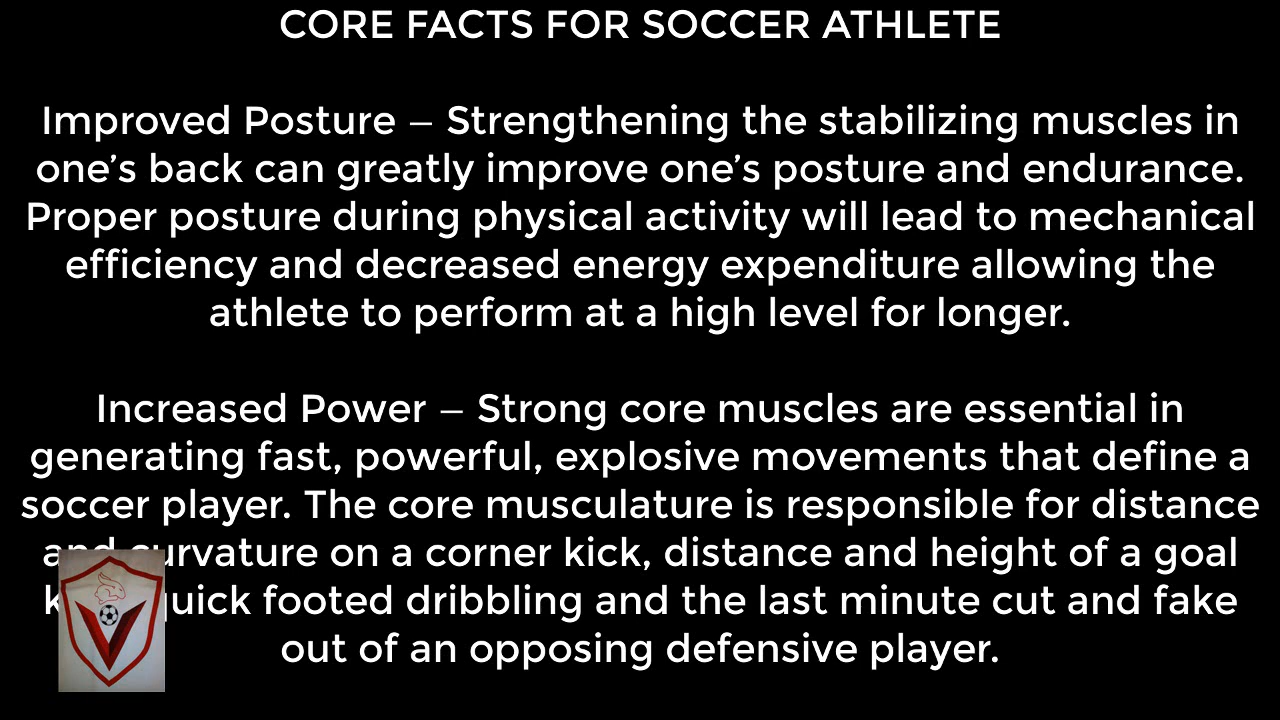 CORE FACTS FOR SOCCER ATHLETE
Improved Posture – Strengthening the stabilizing muscles in
one’s back can greatly improve one’s posture and endurance.
Proper posture during physical activity will lead to mechanical
efficiency and decreased energy expenditure allowing the
athlete to perform at a high level for longer.
Increased Power – Strong core muscles are essential in
generating fast, powerful, explosive movements that define a
soccer player. The core musculature is responsible for distance
and curvature on a corner kick, distance and height of a goal
quick footed dribbling and the last minute cut and fake
out of an opposing defensive player.
V